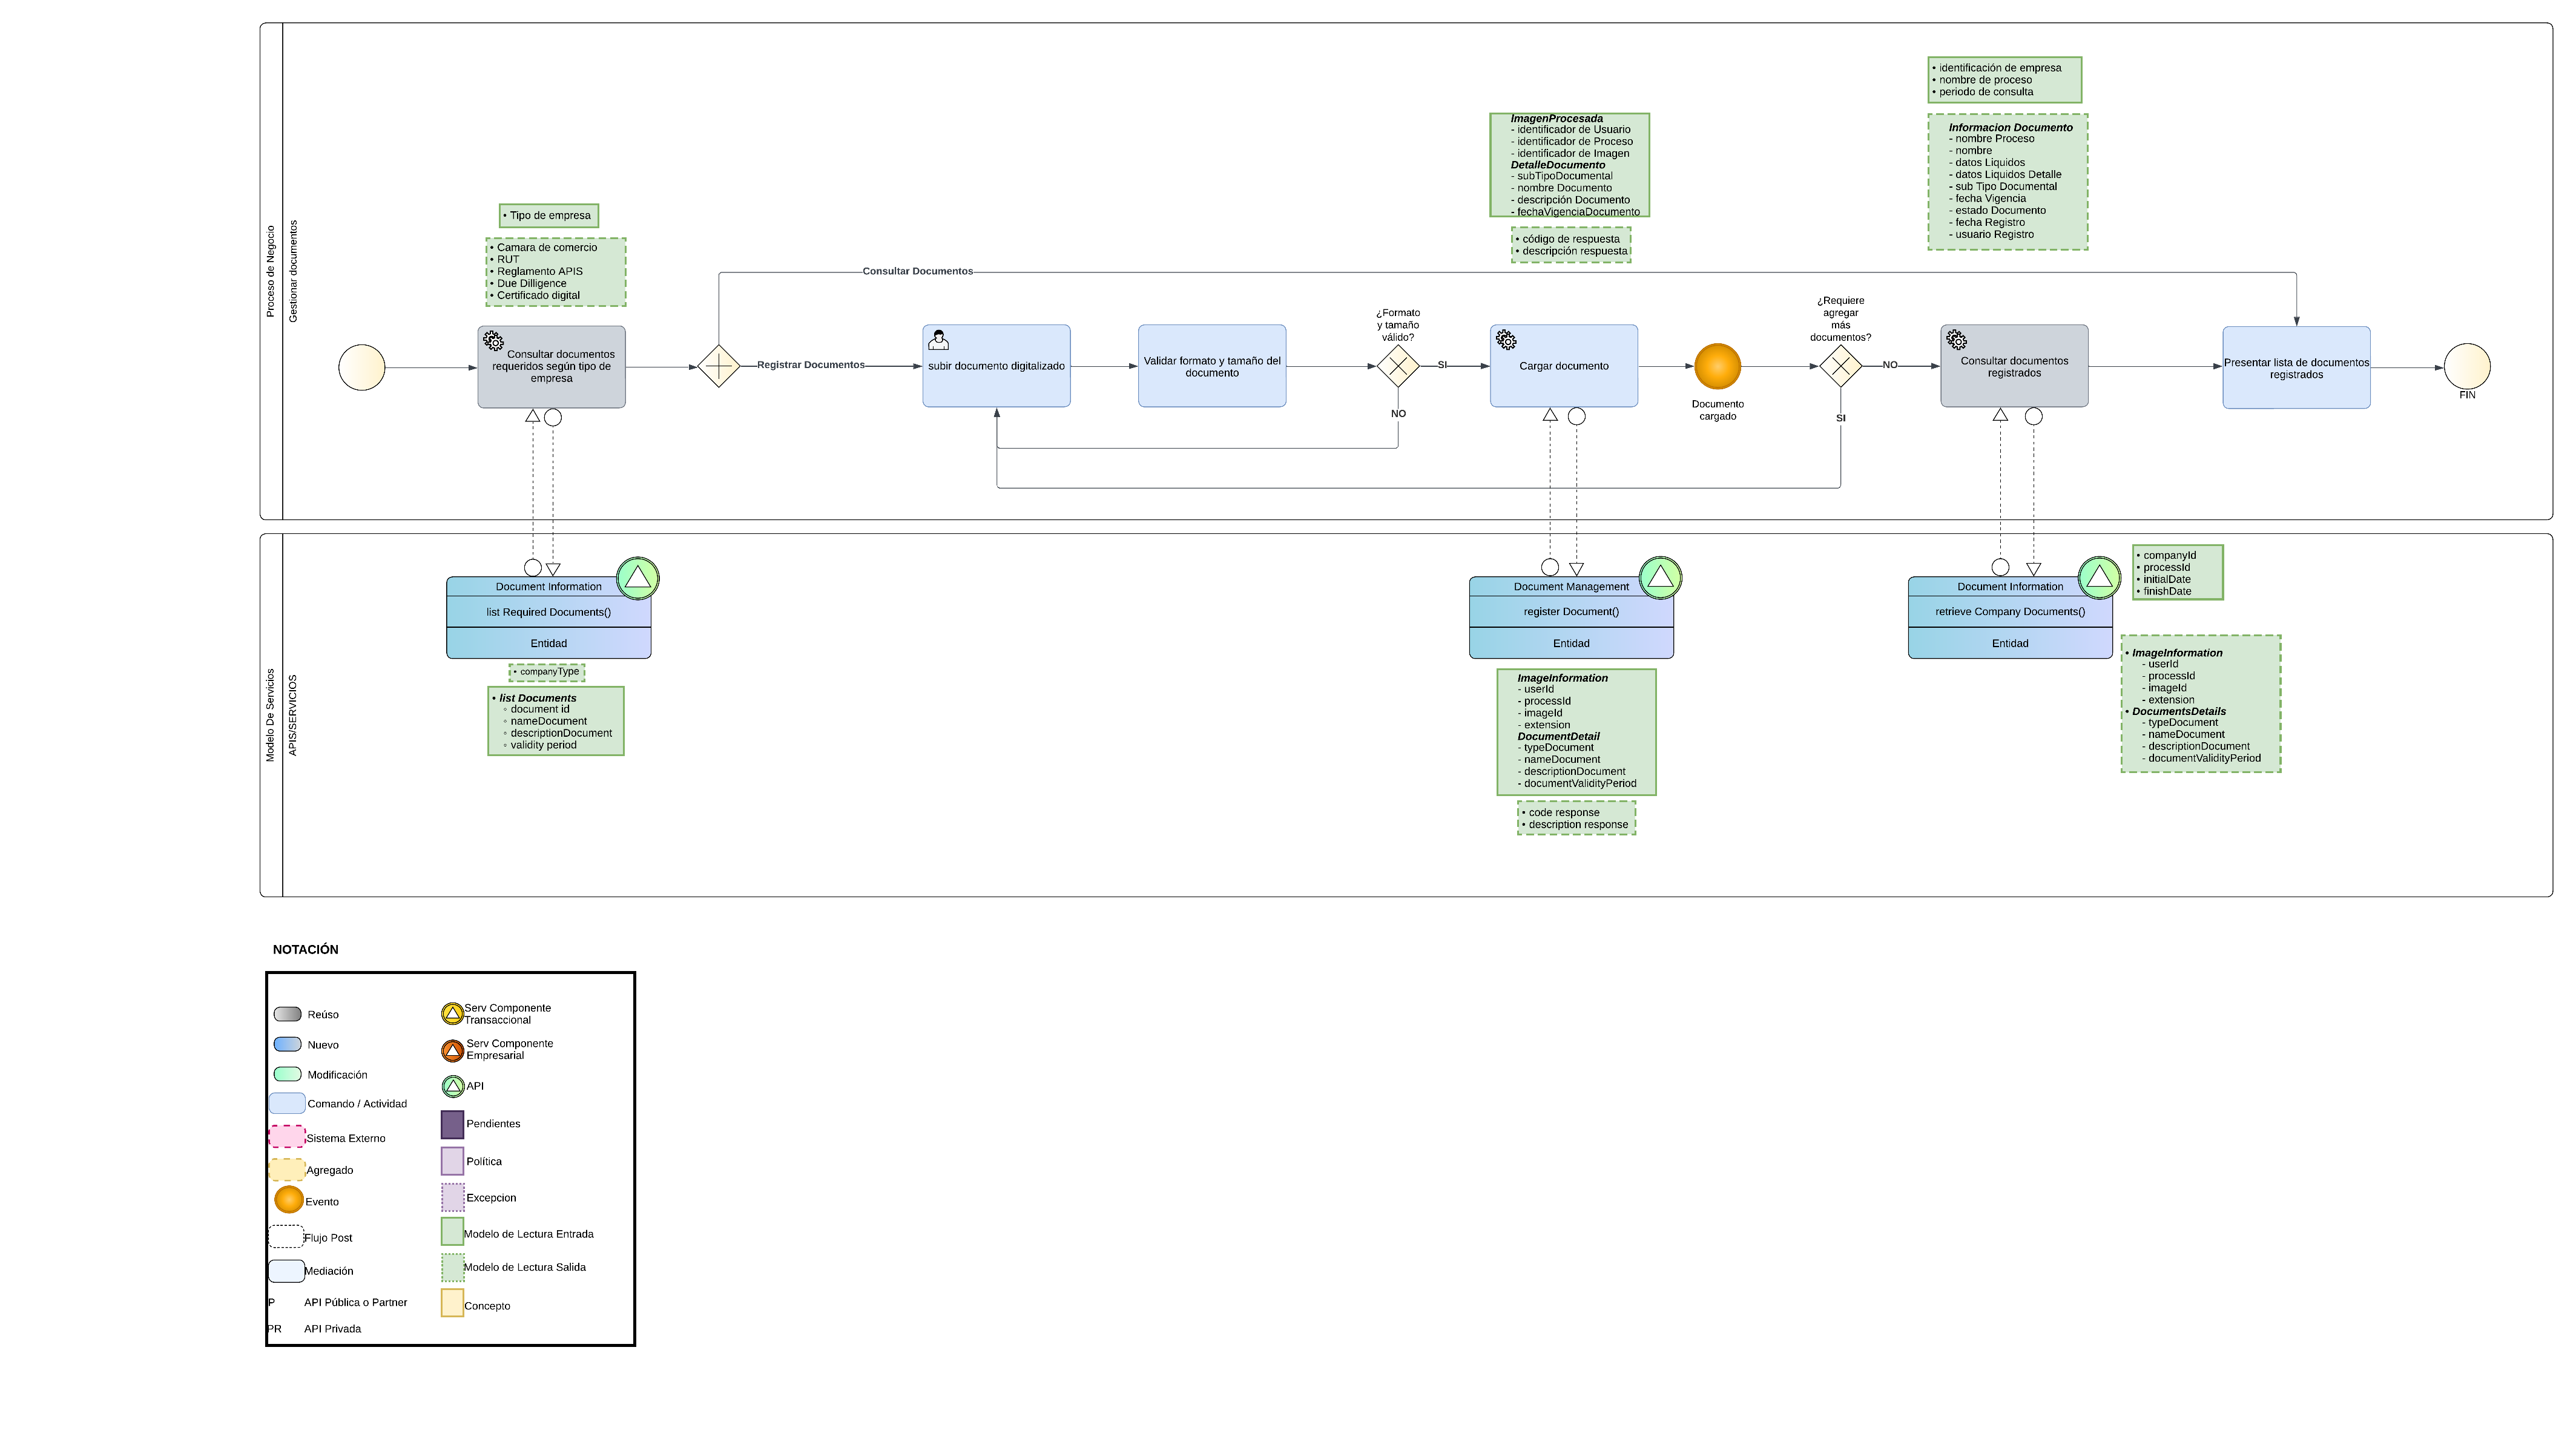 Proceso de Negocio
Gestionar documentos
• Tipo de empresa
• Camara de comercio
• RUT
• Reglamento APIS
• Due Dilligence
• Certificado digital
ImagenProcesada
- identificador de Usuario
- identificador de Proceso
- identificador de Imagen
DetalleDocumento
- subTipoDocumental
- nombre Documento
- descripción Documento
- fechaVigenciaDocumento
• código de respuesta
• descripción respuesta
• identificación de empresa
• nombre de proceso
• periodo de consulta
Informacion Documento
- nombre Proceso
- nombre
- datos Liquidos
- datos Liquidos Detalle
- sub Tipo Documental
- fecha Vigencia
- estado Documento
- fecha Registro
- usuario Registro
Consultar Documentos
Consultar documentos
requeridos según tipo de
empresa
Registrar Documentos
subir documento digitalizado
Validar formato y tamaño del
documento
¿Formato
y tamaño
válido?
SI
NO
Cargar documento
Documento
cargado
¿Requiere
agregar
más
documentos?
NO
SI
Consultar documentos
registrados
Presentar lista de documentos
registrados
FIN
Modelo De Servicios
APIS/SERVICIOS
Document Information
list Required Documents()
Entidad
• companyType
• list Documents
◦ document id
◦ nameDocument
◦ descriptionDocument
◦ validity period
Document Management
register Document()
Entidad
ImageInformation
- userId
- processId
- imageId
- extension
DocumentDetail
- typeDocument
- nameDocument
- descriptionDocument
- documentValidityPeriod
• code response
• description response
Document Information
retrieve Company Documents()
Entidad
• companyId
• processId
• initialDate
• finishDate
• ImageInformation
- userId
- processId
- imageId
- extension
• DocumentsDetails
- typeDocument
- nameDocument
- descriptionDocument
- documentValidityPeriod
NOTACIÓN
Reúso
Nuevo
Modificación
Comando / Actividad
Sistema Externo
Agregado
Evento
Flujo Post
Mediación
P API Pública o Partner
PR API Privada
Serv Componente
Transaccional
Serv Componente
Empresarial
API
Pendientes
Política
Excepcion
Modelo de Lectura Entrada
Modelo de Lectura Salida
Concepto